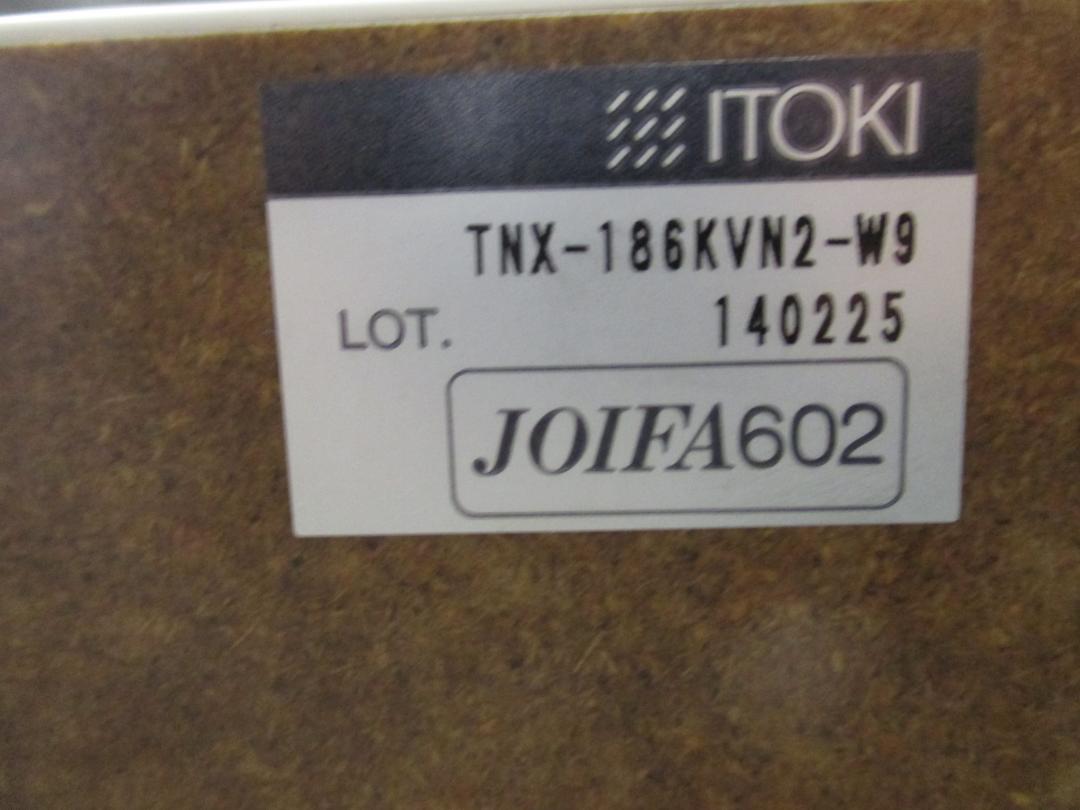 ITOKI
TNX-186KVN2-W9
LOT. 140225
JOIFA602